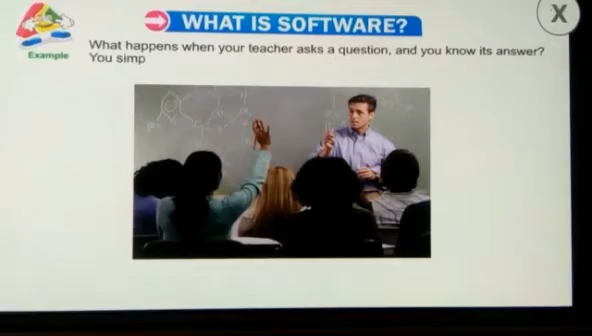 WHAT IS SOFTWARE?
What happens when your teacher asks a question, and you know its answer?
You simp
Example
X